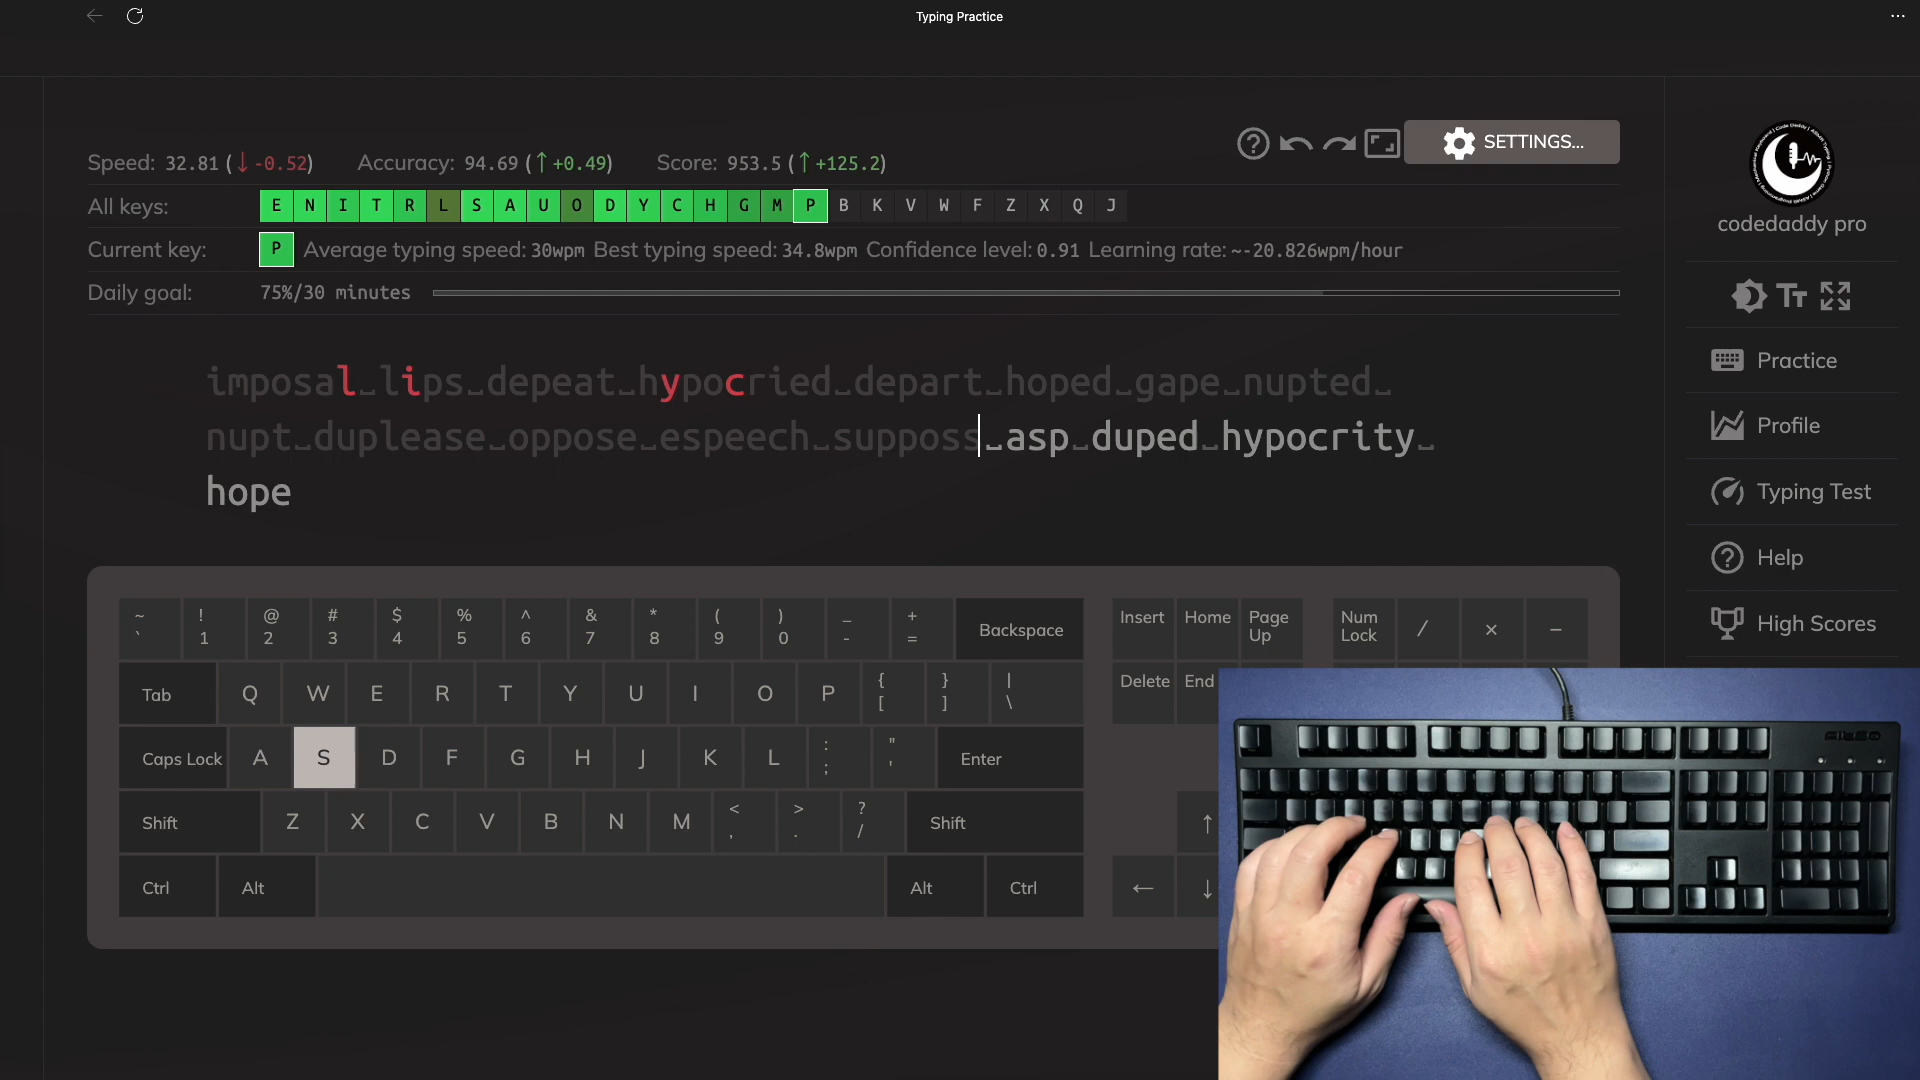 Typing Practice
SETTINGS...
Speed: 32.81 (↓-0.52) Accuracy: 94.69 (↑+0.49) Score: 953.5 (↑+125.2)
All keys: E N I T R L S A U O D Y C H G M P B K V W F Z X Q J
Current key: P Average typing speed: 30wpm Best typing speed: 34.8wpm Confidence level: 0.91 Learning rate: ~-20.826wpm/hour
Daily goal: 75%/30 minutes
imposal␣lips␣depeat␣hypocried␣depart␣hoped␣gape␣nupted␣
nupt␣duplease␣oppose␣espeech␣supposs␣asp␣duped␣hypocrity␣
hope
~ ! @ # $ % ^ & * ( ) _ +
` 1 2 3 4 5 6 7 8 9 0 - = Backspace
Tab Q W E R T Y U I O P { [ } ] | \
Caps Lock A S D F G H J K L : ; " ' Enter
Shift Z X C V B N M < , > . ? / Shift
Ctrl Alt Alt Ctrl
Insert Home Page Up
Delete End
↑
← ↓
Num Lock / × −
codedaddy pro
Practice
Profile
Typing Test
Help
High Scores